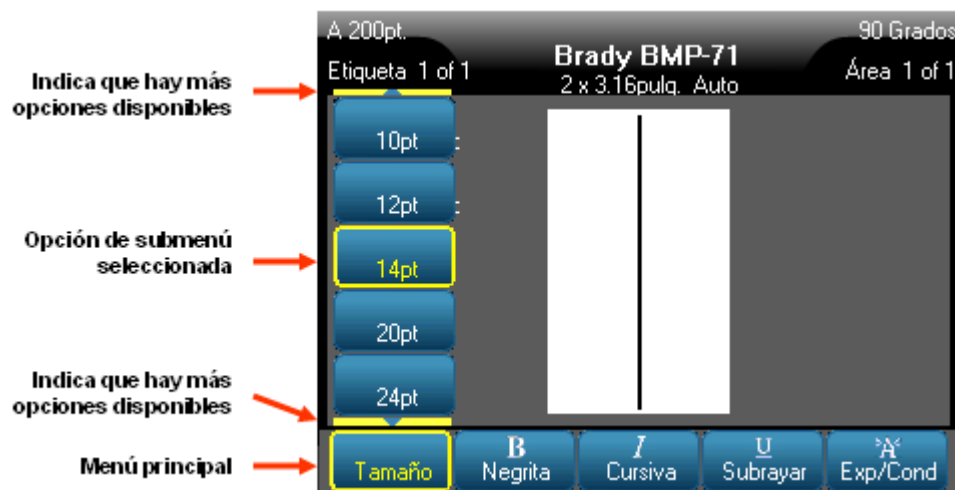 A 200pt.
90 Grados
Brady BMP-71
Etiqueta 1 of 1
Área 1 of 1
2 x 3.16pulg. Auto
Indica que hay más
opciones disponibles
10pt
12pt
Opción de submenú
seleccionada
14pt
20pt
Indica que hay más
opciones disponibles
24pt
Menú principal
Tamaño
B
Negrita
I
Cursiva
U
Subrayar
A
Exp/Cond